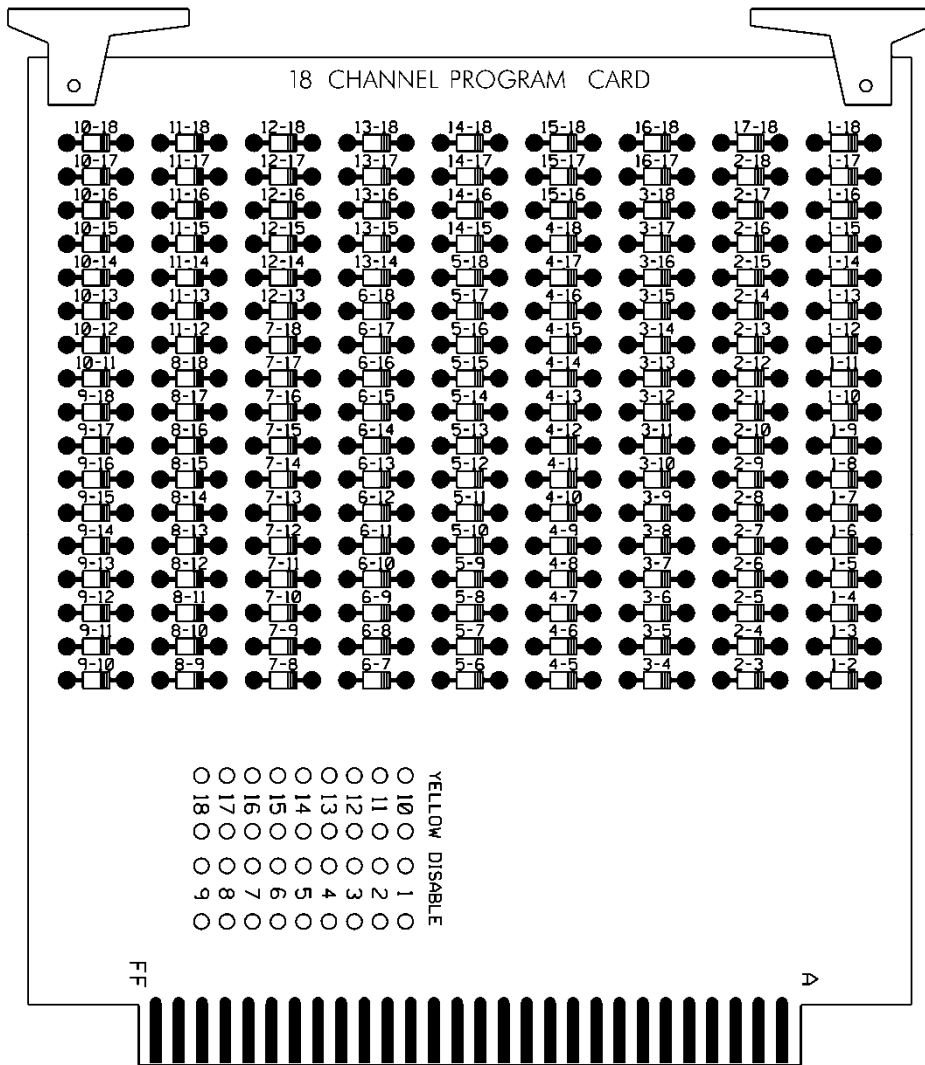 18 CHANNEL PROGRAM CARD
10-18 11-18 12-18 13-18 14-18 15-18 16-18 17-18 1-18
10-17 11-17 12-17 13-17 14-17 15-17 16-17 2-18 1-17
10-16 11-16 12-16 13-16 14-16 15-16 3-18 2-17 1-16
10-15 11-15 12-15 13-15 14-15 4-18 3-17 2-16 1-15
10-14 11-14 12-14 13-14 5-18 4-17 3-16 2-15 1-14
10-13 11-13 12-13 6-18 5-17 4-16 3-15 2-14 1-13
10-12 11-12 7-18 6-17 5-16 4-15 3-14 2-13 1-12
10-11 8-18 7-17 6-16 5-15 4-14 3-13 2-12 1-11
9-18 8-17 7-16 6-15 5-14 4-13 3-12 2-11 1-10
9-17 8-16 7-15 6-14 5-13 4-12 3-11 2-10 1-9
9-16 8-15 7-14 6-13 5-12 4-11 3-10 2-9 1-8
9-15 8-14 7-13 6-12 5-11 4-10 3-9 2-8 1-7
9-14 8-13 7-12 6-11 5-10 4-9 3-8 2-7 1-6
9-13 8-12 7-11 6-10 5-9 4-8 3-7 2-6 1-5
9-12 8-11 7-10 6-9 5-8 4-7 3-6 2-5 1-4
9-11 8-10 7-9 6-8 5-7 4-6 3-5 2-4 1-3
9-10 8-9 7-8 6-7 5-6 4-5 3-4 2-3 1-2
YELLOW DISABLE
10 1
11 2
12 3
13 4
14 5
15 6
16 7
17 8
18 9
FF
A